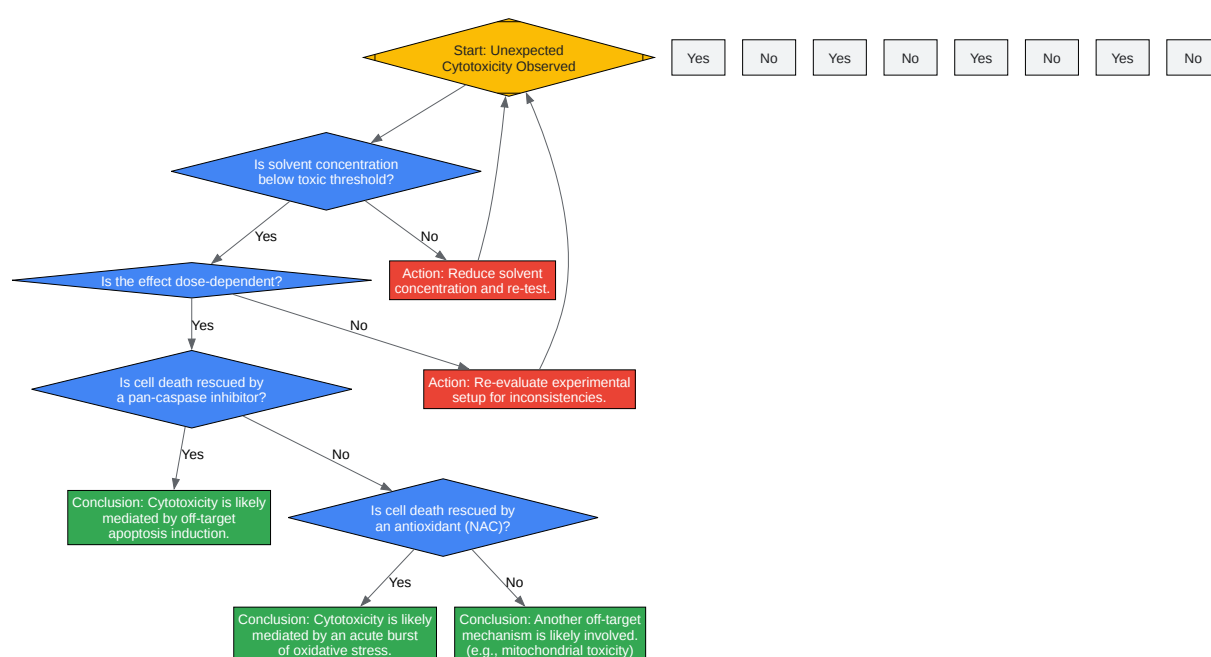 Start: Unexpected
Cytotoxicity Observed
Yes
No
Yes
No
Yes
No
Yes
No
Is solvent concentration
below toxic threshold?
Yes
No
Is the effect dose-dependent?
Action: Reduce solvent
concentration and re-test.
Yes
No
Is cell death rescued by
a pan-caspase inhibitor?
Action: Re-evaluate experimental
setup for inconsistencies.
Yes
No
Conclusion: Cytotoxicity is likely
mediated by off-target
apoptosis induction.
Is cell death rescued by
an antioxidant (NAC)?
Yes
No
Conclusion: Cytotoxicity is likely
mediated by an acute burst
of oxidative stress.
Conclusion: Another off-target
mechanism is likely involved.
(e.g., mitochondrial toxicity)